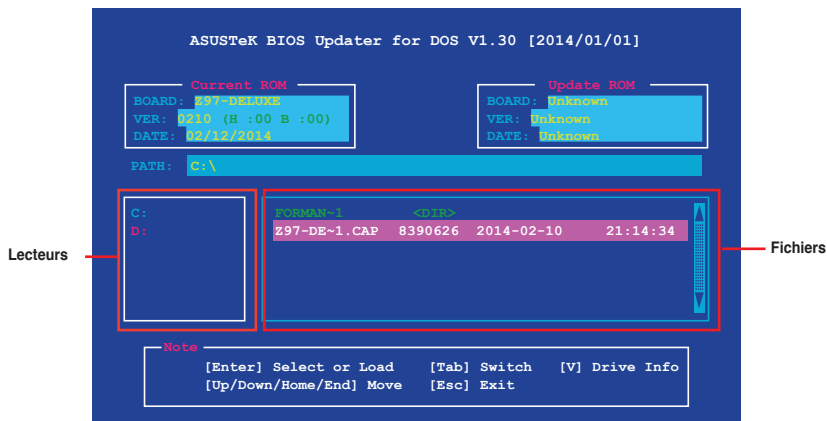 ASUSTeK BIOS Updater for DOS V1.30 [2014/01/01]
Current ROM
BOARD: Z97-DELUXE
VER: 0210 (H :00 B :00)
DATE: 02/12/2014
Update ROM
BOARD: Unknown
VER: Unknown
DATE: Unknown
PATH: C:\
Lecteurs
C:
D:
FORMAN~1 <DIR>
Z97-DE~1.CAP 8390626 2014-02-10 21:14:34
Fichiers
Note
[Enter] Select or Load [Tab] Switch [V] Drive Info
[Up/Down/Home/End] Move [Esc] Exit